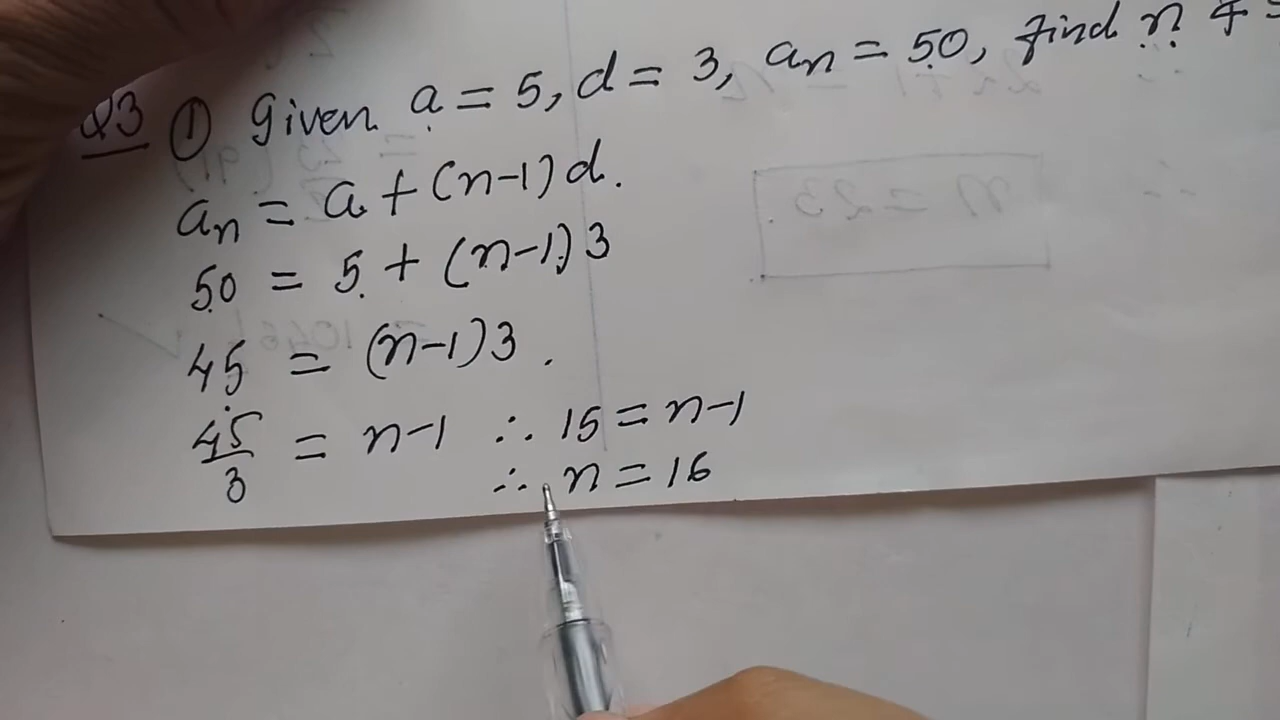 Q3 ① Given a = 5, d = 3, an = 50, find n
an = a + (n-1)d.
50 = 5 + (n-1)3
45 = (n-1)3.
45/3 = n-1 ∴ 15 = n-1
∴ n = 16
n = 23